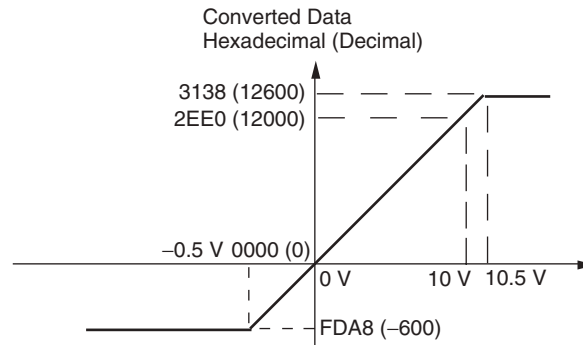 Converted Data
Hexadecimal (Decimal)
3138 (12600)
2EE0 (12000)
−0.5 V 0000 (0)
0 V
10 V
10.5 V
FDA8 (−600)